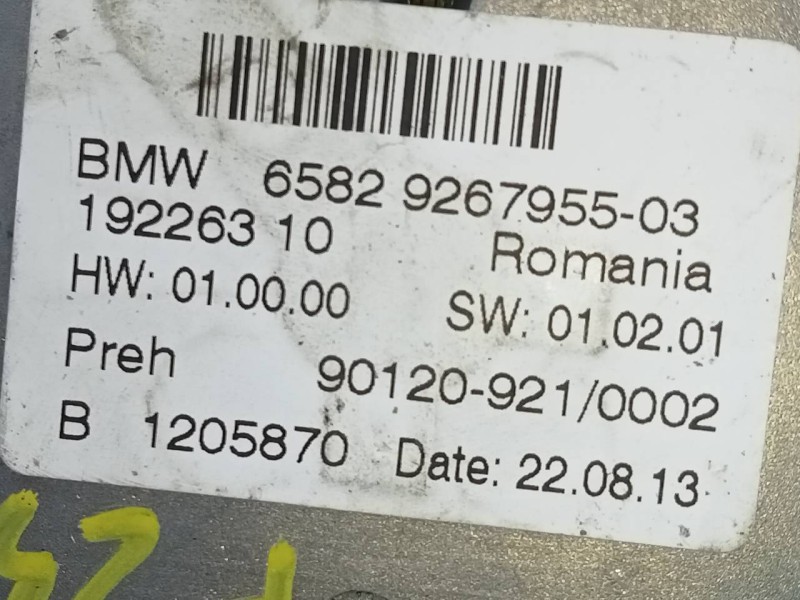 BMW 6582 9267955-03
192263 10 Romania
HW: 01.00.00 SW: 01.02.01
Preh 90120-921/0002
B 1205870 Date: 22.08.13